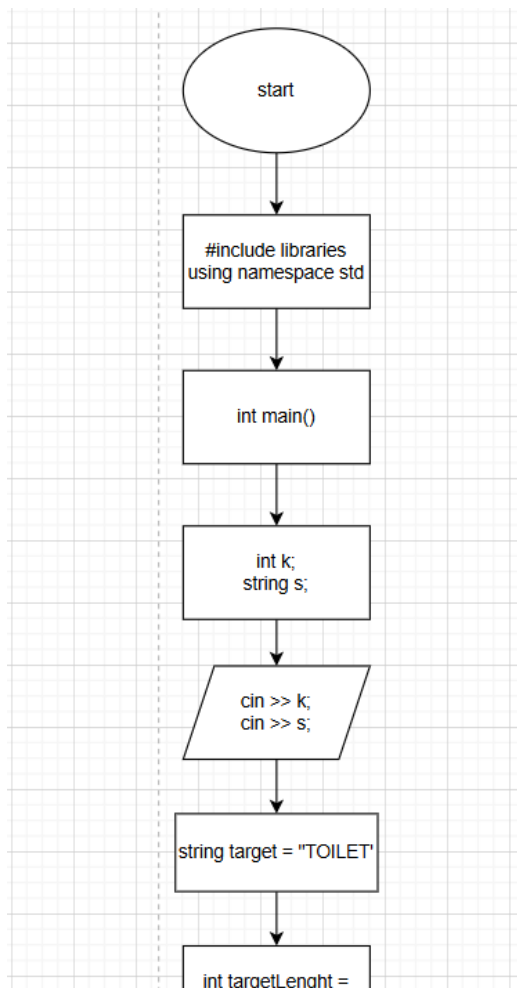 start
#include libraries
using namespace std
int main()
int k;
string s;
cin >> k;
cin >> s;
string target = "TOILET'
int targetLenght =